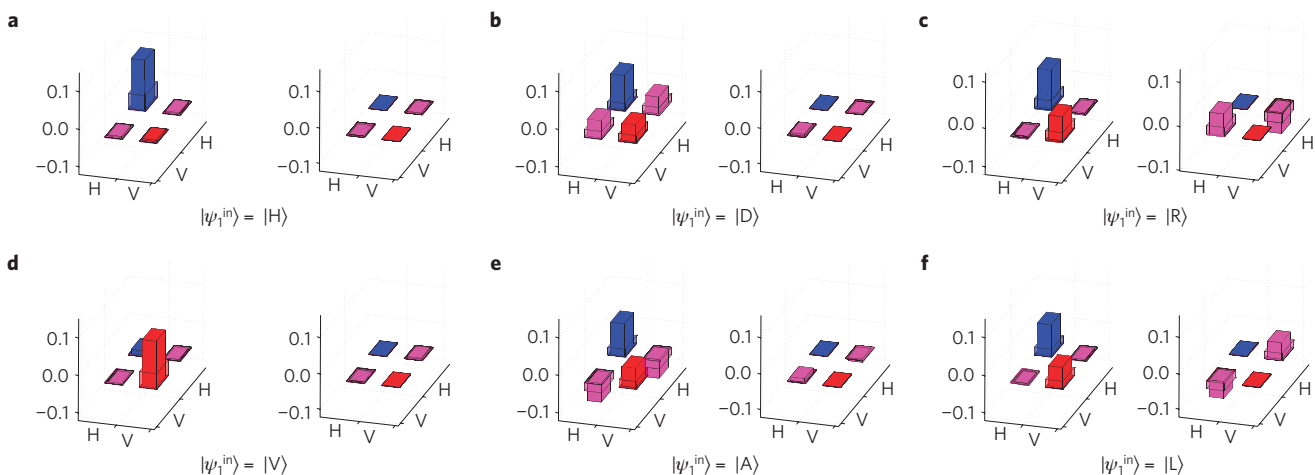 a
0.1
0.0
−0.1
H
V
V
H
0.1
0.0
−0.1
H
V
V
H
|ψ₁ⁱⁿ⟩ = |H⟩
b
0.1
0.0
−0.1
H
V
V
H
0.1
0.0
−0.1
H
V
V
H
|ψ₁ⁱⁿ⟩ = |D⟩
c
0.1
0.0
−0.1
H
V
V
H
0.1
0.0
−0.1
H
V
V
H
|ψ₁ⁱⁿ⟩ = |R⟩
d
0.1
0.0
−0.1
H
V
V
H
0.1
0.0
−0.1
H
V
V
H
|ψ₁ⁱⁿ⟩ = |V⟩
e
0.1
0.0
−0.1
H
V
V
H
0.1
0.0
−0.1
H
V
V
H
|ψ₁ⁱⁿ⟩ = |A⟩
f
0.1
0.0
−0.1
H
V
V
H
0.1
0.0
−0.1
H
V
V
H
|ψ₁ⁱⁿ⟩ = |L⟩